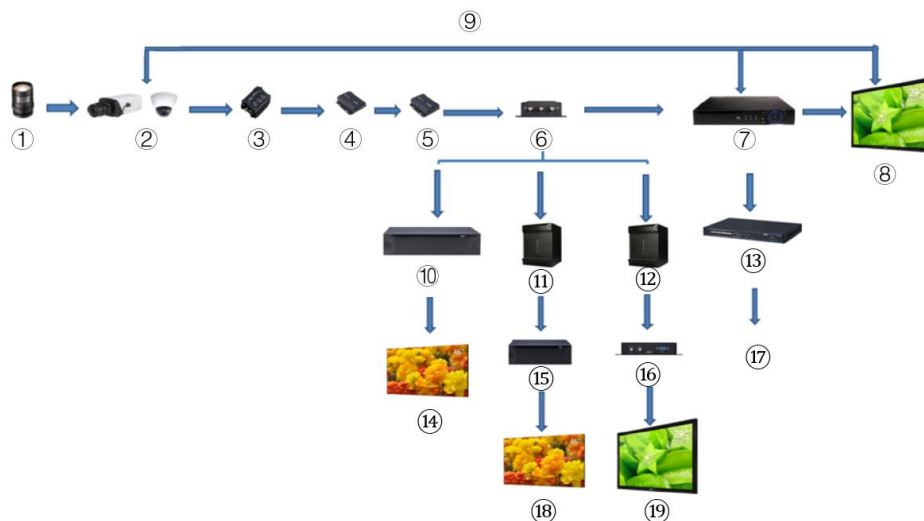 ⑨
① ② ③ ④ ⑤ ⑥ ⑦ ⑧
⑩ ⑪ ⑫ ⑬
⑭ ⑮ ⑯ ⑰
⑱ ⑲